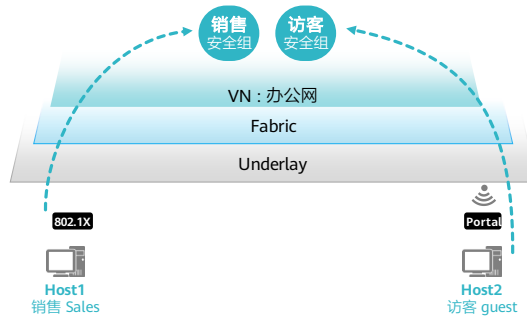 销售
安全组
访客
安全组
VN : 办公网
Fabric
Underlay
802.1X
Portal
Host1
销售 Sales
Host2
访客 guest